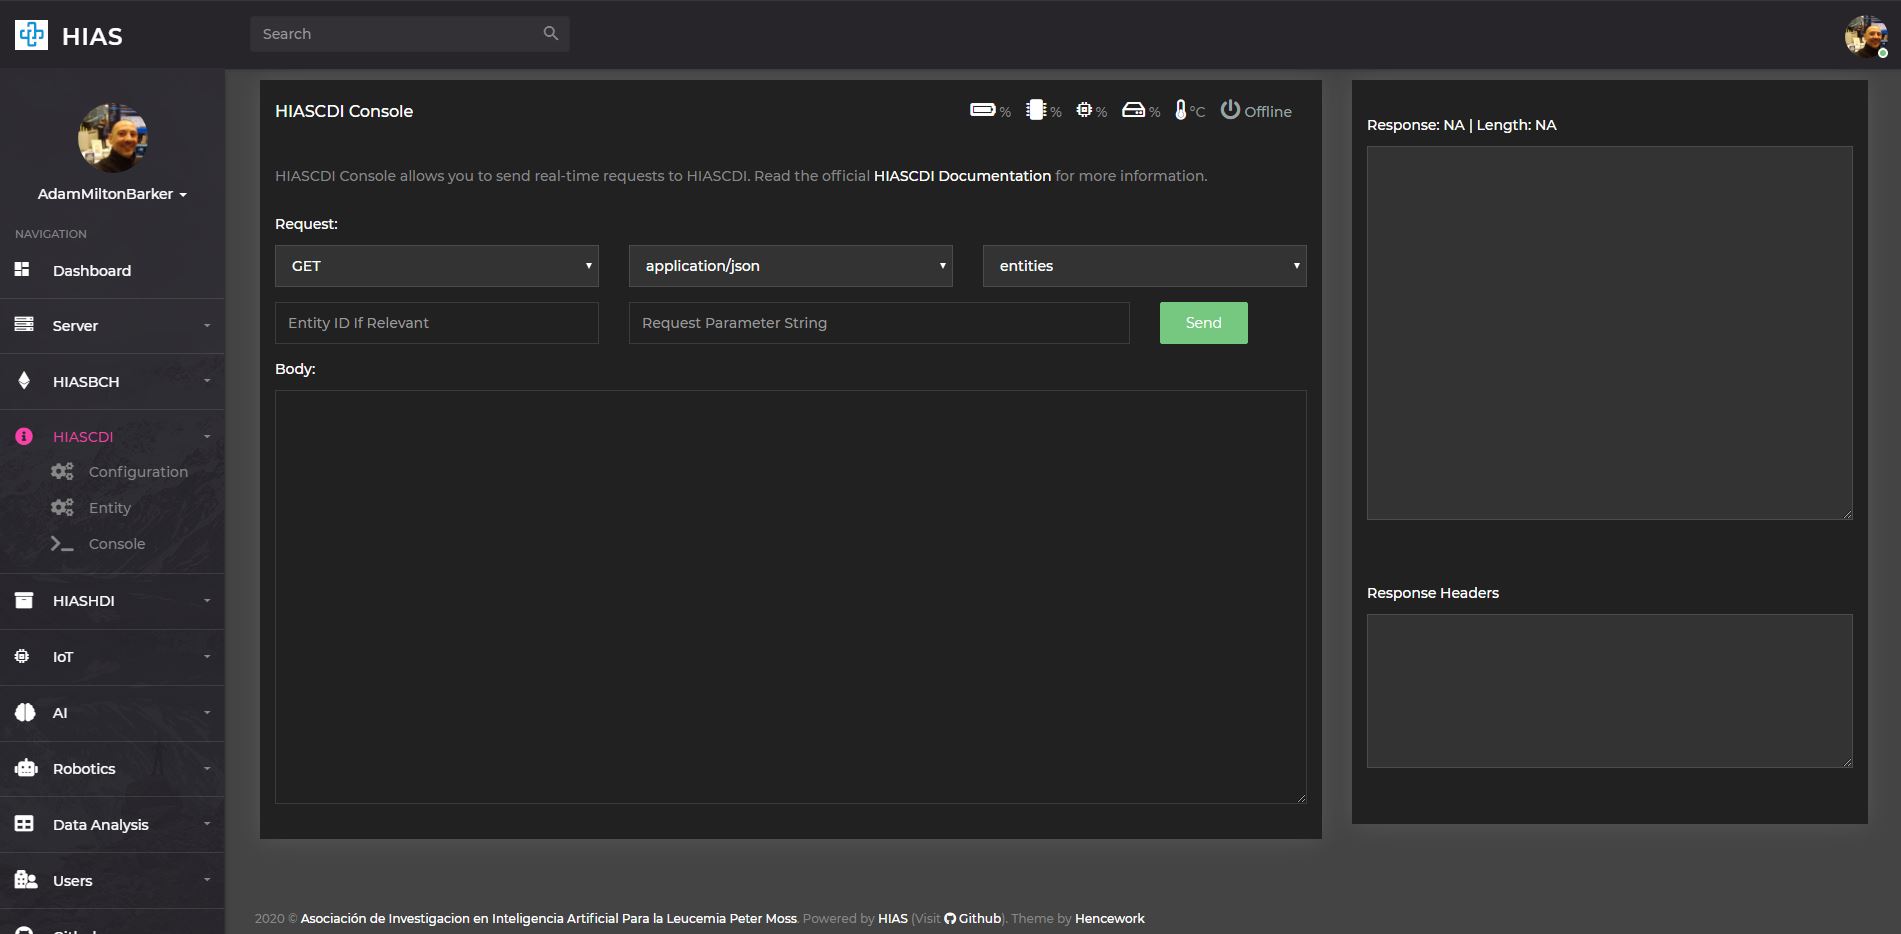 HIAS
Search
AdamMiltonBarker
NAVIGATION
Dashboard
Server
HIASBCH
HIASCDI
Configuration
Entity
Console
HIASHDI
IoT
AI
Robotics
Data Analysis
Users
HIASCDI Console
% % % % °C Offline
HIASCDI Console allows you to send real-time requests to HIASCDI. Read the official HIASCDI Documentation for more information.
Request:
GET application/json entities
Entity ID If Relevant Request Parameter String Send
Body:
Response: NA | Length: NA
Response Headers
2020 © Asociación de Investigacion en Inteligencia Artificial Para la Leucemia Peter Moss. Powered by HIAS (Visit Github). Theme by Hencework